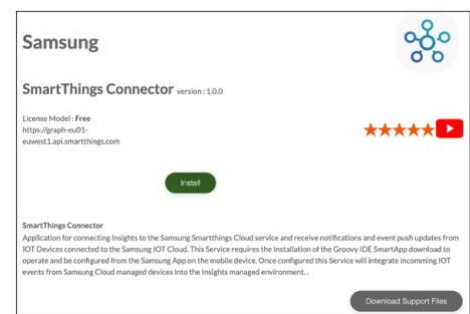 Samsung
SmartThings Connector version: 1.0.0
License Model : Free
https://graph-eu01-
euwest1.api.smartthings.com
Install
SmartThings Connector
Application for connecting Insights to the Samsung Smartthings Cloud service and receive notifications and event push updates from
IOT Devices connected to the Samsung IOT Cloud. This Service requires the Installation of the Groovy IDE SmartApp download to
operate and be configured from the Samsung App on the mobile device. Once configured this Service will integrate incomming IOT
events from Samsung Cloud managed devices into the Insights managed environment. .
Download Support Files